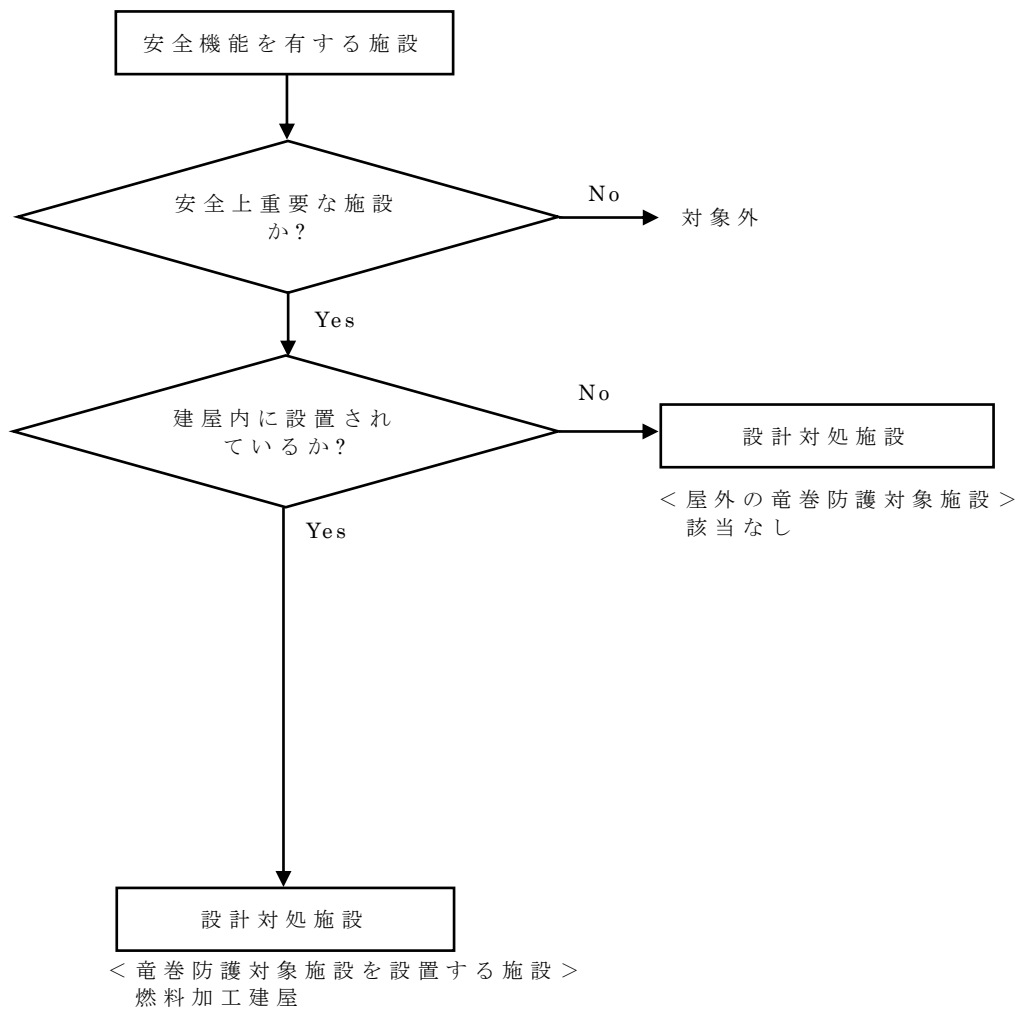 安全機能を有する施設
安全上重要な施設
か?
No
対象外
Yes
建屋内に設置され
ているか?
No
設計対処施設
<屋外の竜巻防護対象施設>
該当なし
Yes
設計対処施設
<竜巻防護対象施設を設置する施設>
燃料加工建屋